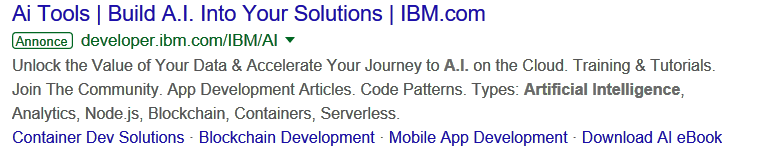 Ai Tools | Build A.I. Into Your Solutions | IBM.com
Annonce developer.ibm.com/IBM/AI
Unlock the Value of Your Data & Accelerate Your Journey to A.I. on the Cloud. Training & Tutorials.
Join The Community. App Development Articles. Code Patterns. Types: Artificial Intelligence,
Analytics, Node.js, Blockchain, Containers, Serverless.
Container Dev Solutions · Blockchain Development · Mobile App Development · Download AI eBook